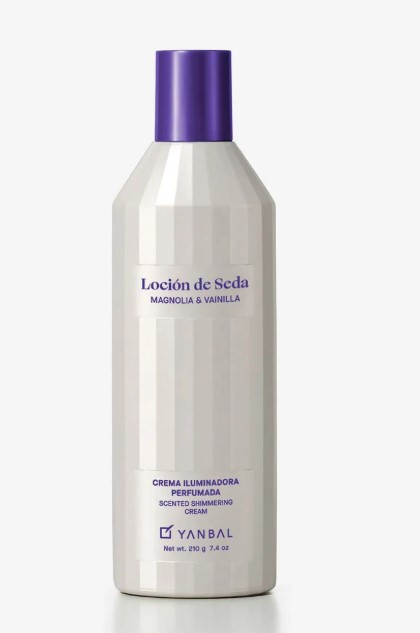 Loción de Seda
MAGNOLIA & VAINILLA
CREMA ILUMINADORA
PERFUMADA
SCENTED SHIMMERING
CREAM
YANBAL
Net wt. 210 g 7.4 oz